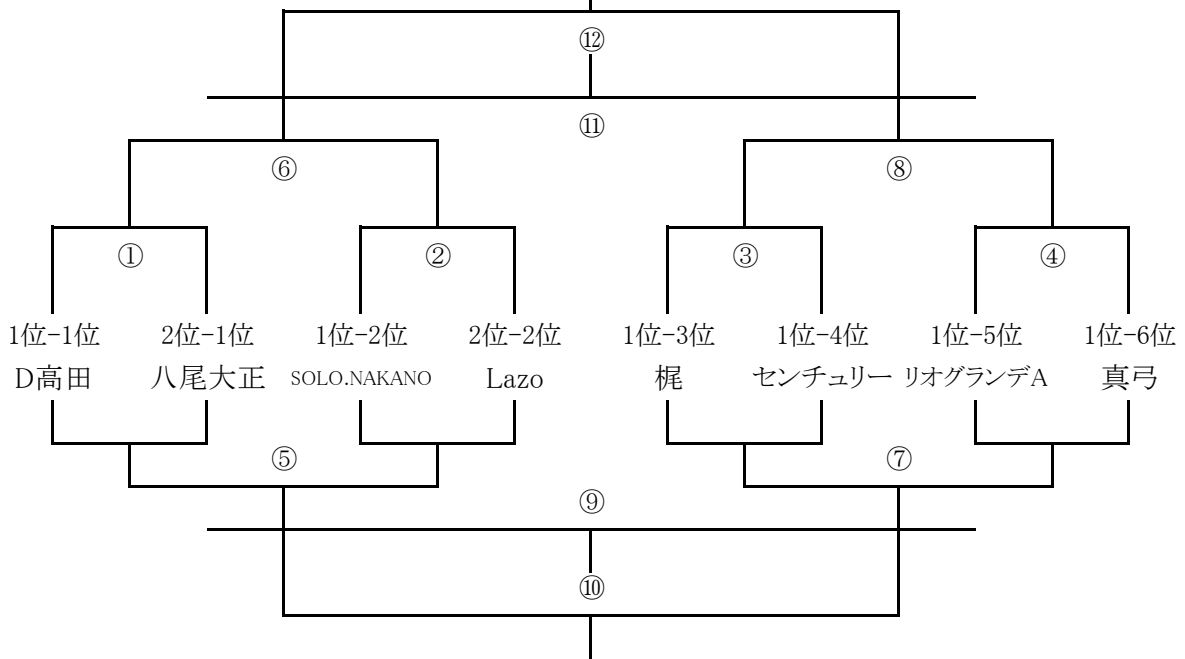 ⑫
⑪
⑥ ⑧
① ② ③ ④
1位-1位 2位-1位 1位-2位 2位-2位 1位-3位 1位-4位 1位-5位 1位-6位
D高田 八尾大正 SOLO.NAKANO Lazo 梶 センチュリー リオグランデA 真弓
⑤ ⑦
⑨
⑩